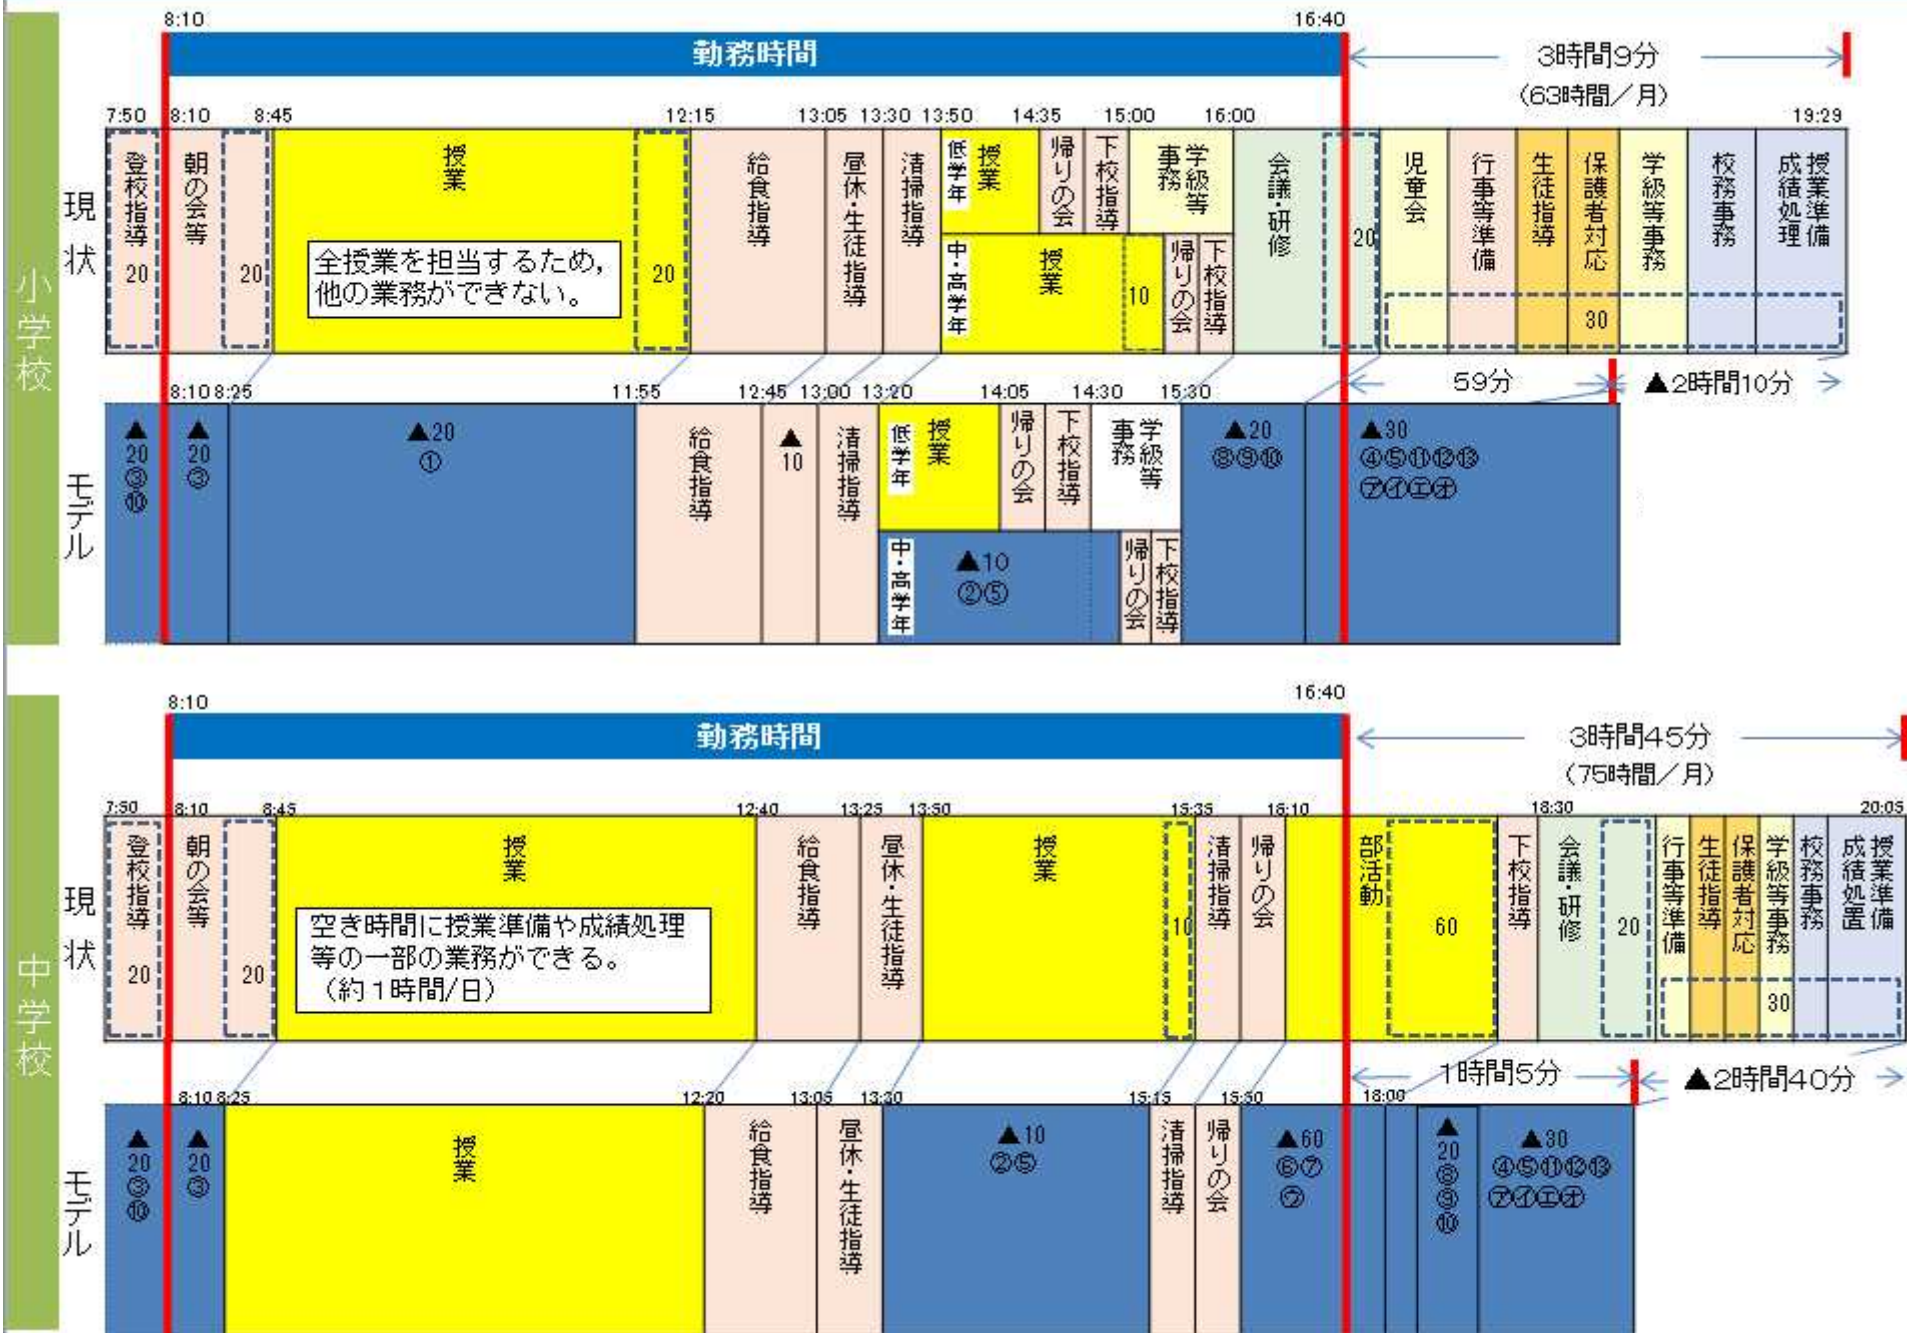 小学校
8:10
16:40
勤務時間
3時間9分
(63時間/月)
現状
7:50
8:10
8:45
12:15
13:05
13:30
13:50
14:35
15:00
16:00
19:29
登校指導
20
朝の会等
20
授業
全授業を担当するため,
他の業務ができない。
20
給食指導
昼休・生徒指導
清掃指導
低学年
授業
帰りの会
下校指導
学級等
事務
中・高学年
授業
10
帰りの会
下校指導
会議・研修
20
児童会
行事等準備
生徒指導
保護者対応
30
学級等事務
校務事務
授業準備
成績処理
59分
▲2時間10分
モデル
8:10
8:25
11:55
12:45
13:00
13:20
14:05
14:30
15:30
▲
20
③
⑩
▲
20
③
▲20
①
給食指導
▲
10
清掃指導
低学年
授業
帰りの会
下校指導
学級等
事務
中・高学年
▲10
②⑤
帰りの会
下校指導
▲20
⑧⑨⑩
▲30
④⑤⑪⑫⑬
㋐㋑㋓㋔
中学校
8:10
16:40
勤務時間
3時間45分
(75時間/月)
現状
7:50
8:10
8:45
12:40
13:25
13:50
15:35
16:10
18:30
20:05
登校指導
20
朝の会等
20
授業
空き時間に授業準備や成績処理
等の一部の業務ができる。
(約1時間/日)
給食指導
昼休・生徒指導
授業
10
清掃指導
帰りの会
部活動
60
下校指導
会議・研修
20
行事等準備
生徒指導
保護者対応
学級等事務
30
校務事務
授業準備
成績処置
1時間5分
▲2時間40分
モデル
8:10
8:25
12:20
13:05
13:30
15:15
15:50
18:00
▲
20
③
⑩
▲
20
③
授業
給食指導
昼休・生徒指導
▲10
②⑤
清掃指導
帰りの会
▲60
⑥⑦
㋒
▲
20
⑧
⑨
⑩
▲30
④⑤⑪⑫⑬
㋐㋑㋓㋔